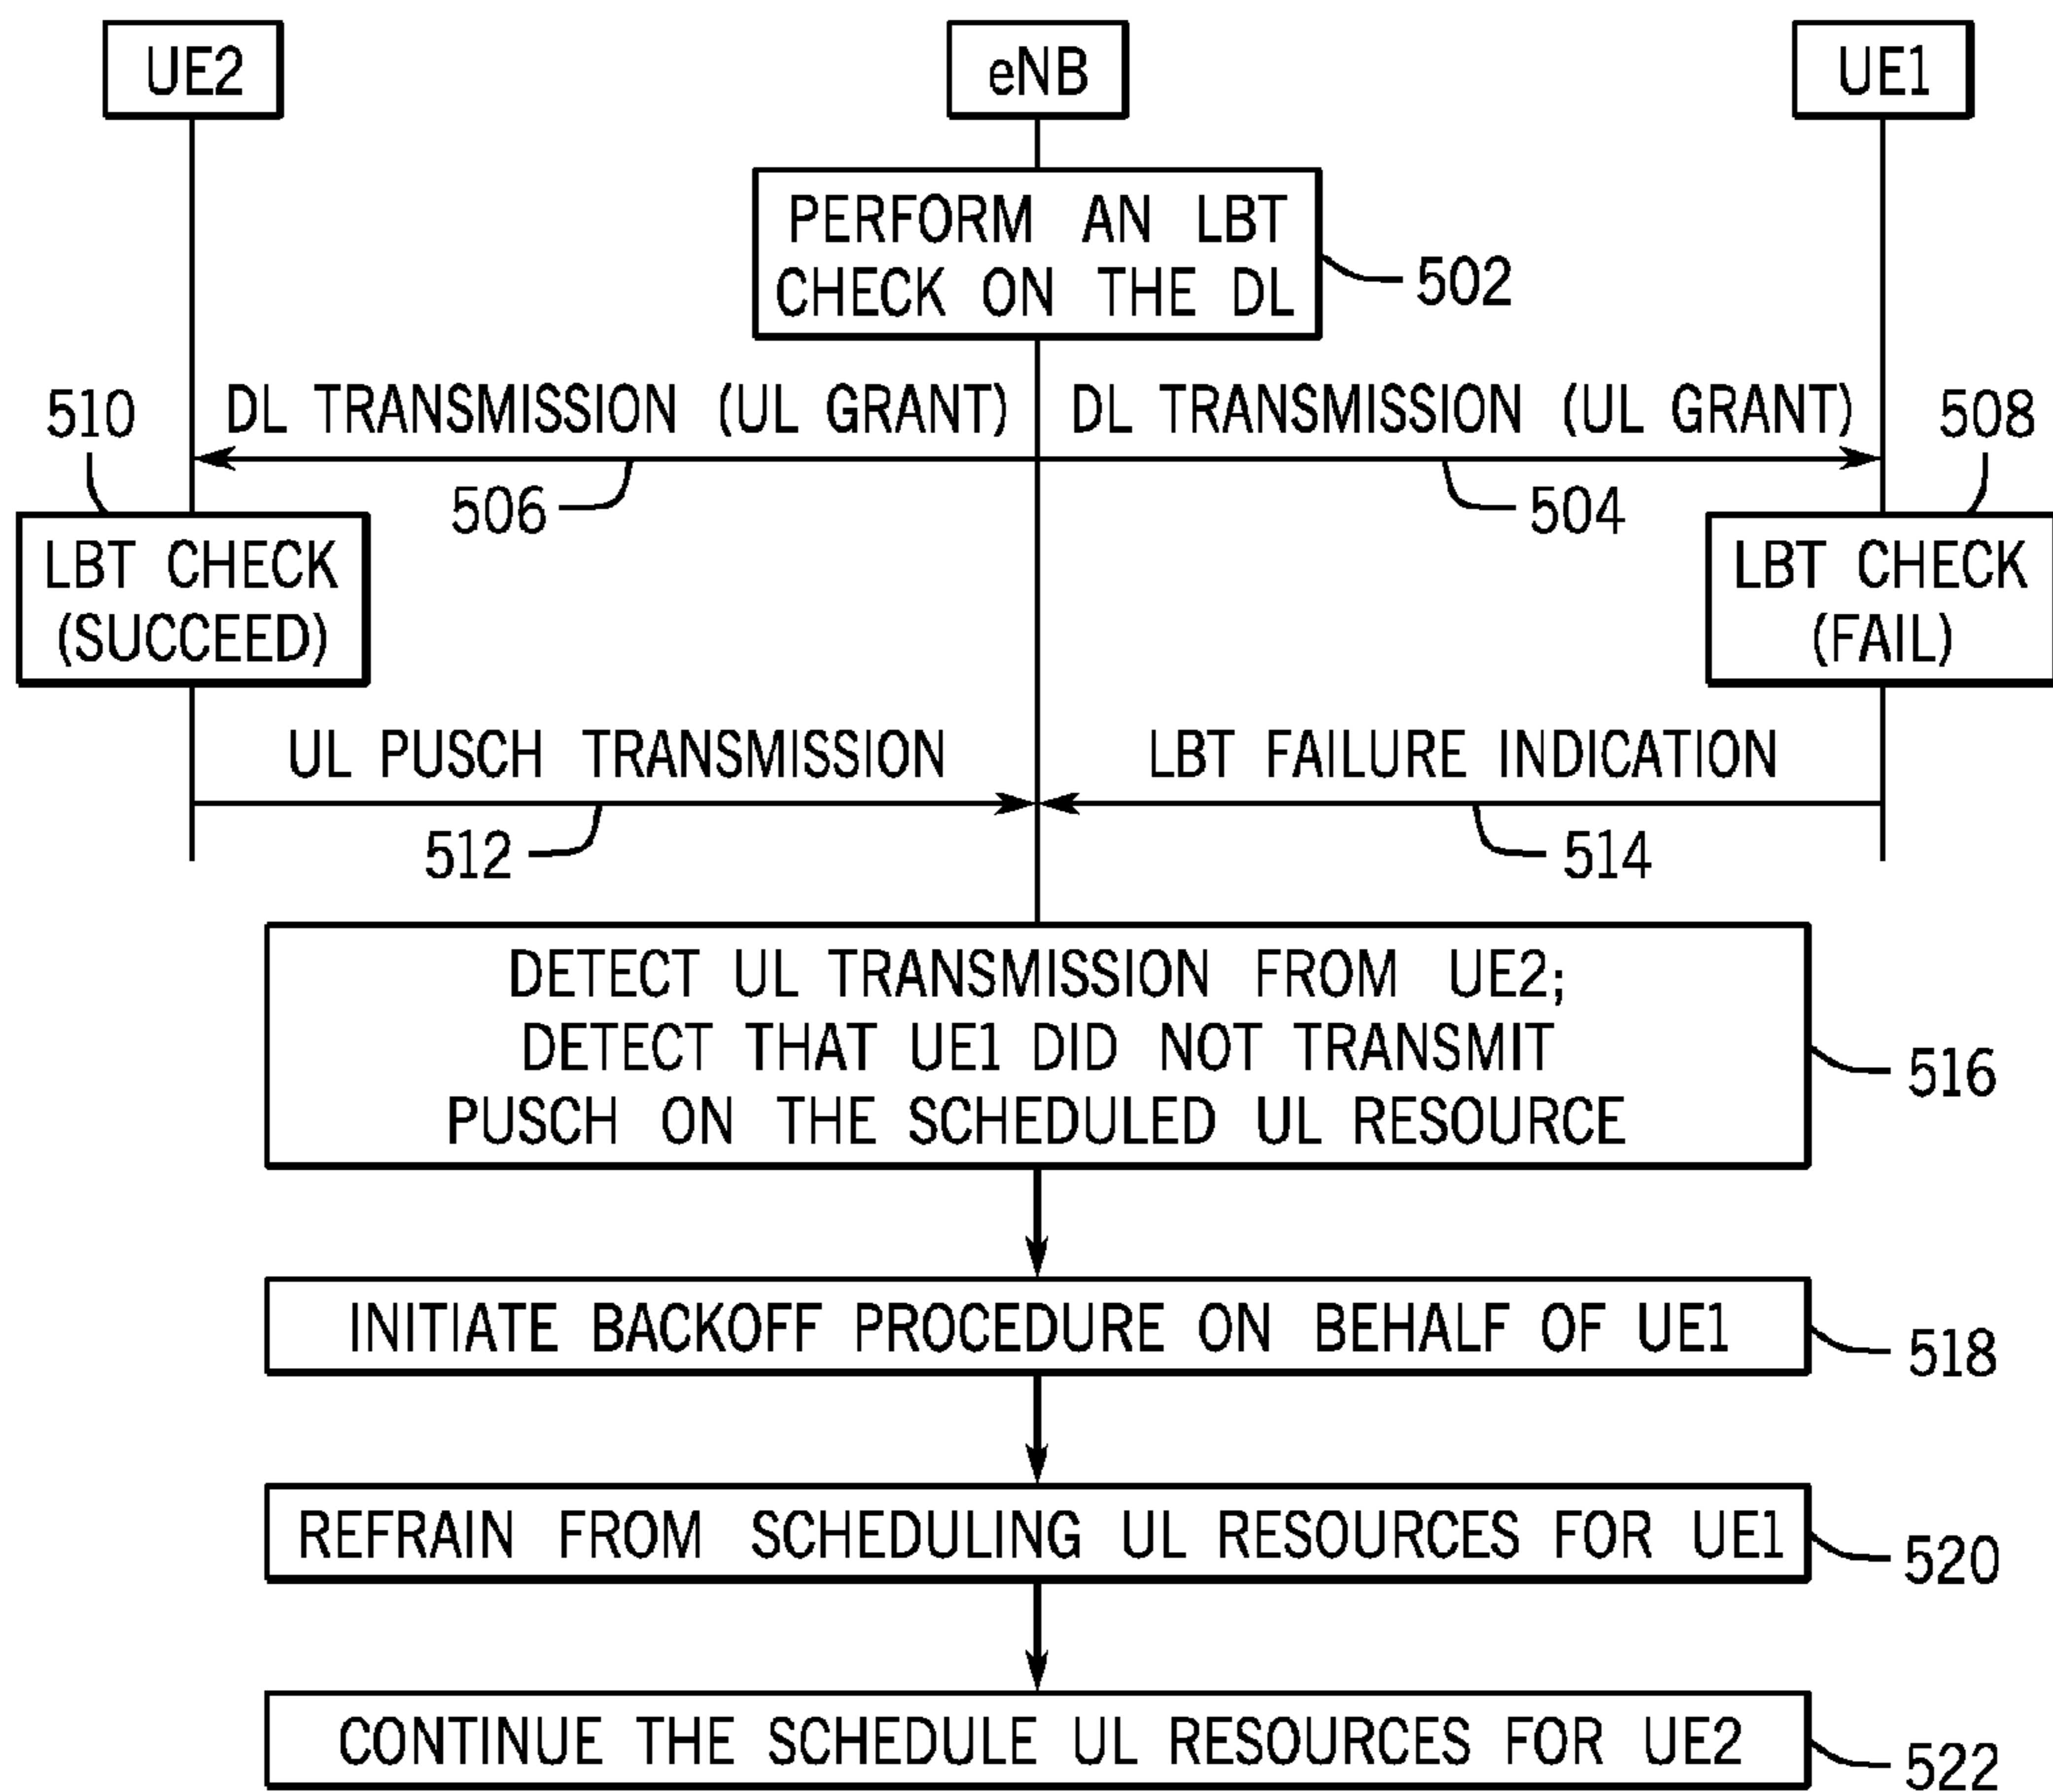 UE2
eNB
UE1
PERFORM AN LBT
CHECK ON THE DL
502
510
DL TRANSMISSION (UL GRANT)
DL TRANSMISSION (UL GRANT)
508
506
504
LBT CHECK
(SUCCEED)
LBT CHECK
(FAIL)
UL PUSCH TRANSMISSION
LBT FAILURE INDICATION
512
514
DETECT UL TRANSMISSION FROM UE2;
DETECT THAT UE1 DID NOT TRANSMIT
PUSCH ON THE SCHEDULED UL RESOURCE
516
INITIATE BACKOFF PROCEDURE ON BEHALF OF UE1
518
REFRAIN FROM SCHEDULING UL RESOURCES FOR UE1
520
CONTINUE THE SCHEDULE UL RESOURCES FOR UE2
522